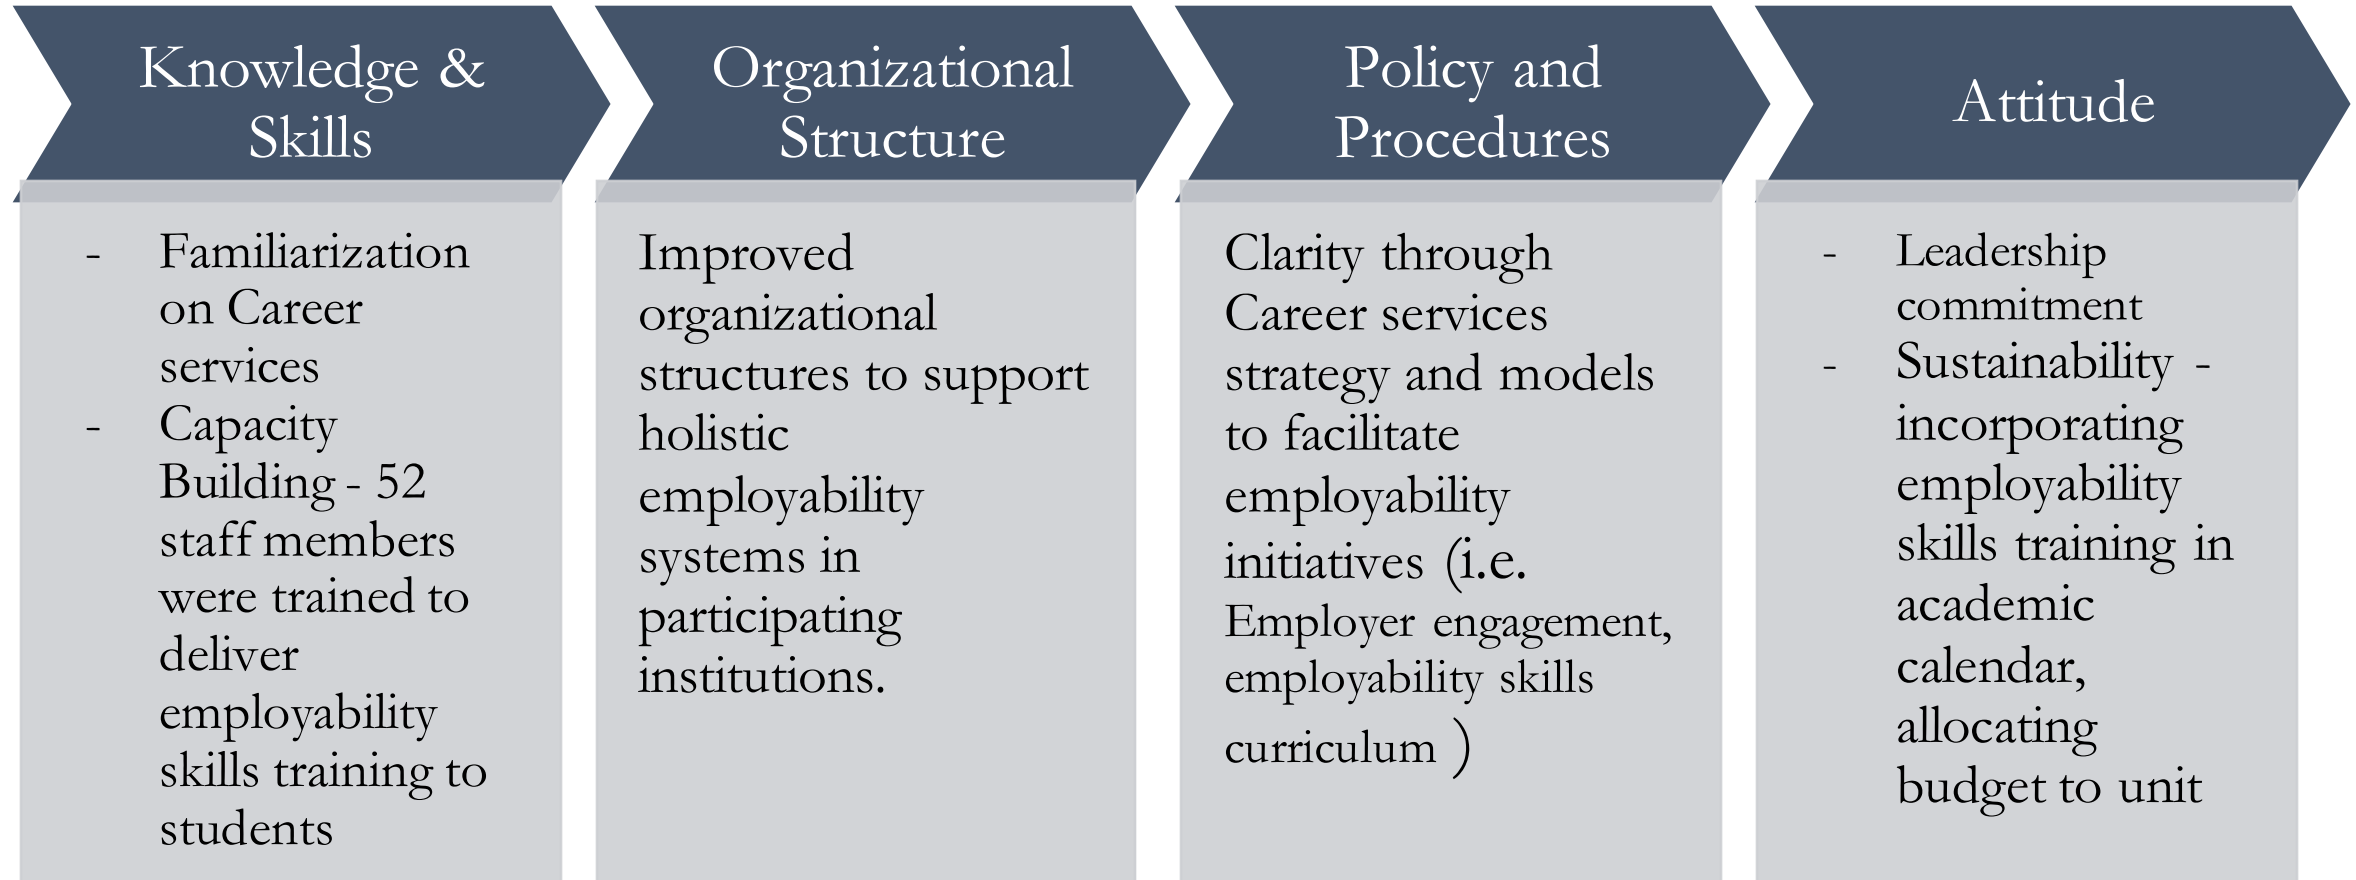 Knowledge &
Skills
- Familiarization
on Career
services
- Capacity
Building - 52
staff members
were trained to
deliver
employability
skills training to
students
Organizational
Structure
Improved
organizational
structures to support
holistic
employability
systems in
participating
institutions.
Policy and
Procedures
Clarity through
Career services
strategy and models
to facilitate
employability
initiatives (i.e.
Employer engagement,
employability skills
curriculum )
Attitude
- Leadership
commitment
- Sustainability -
incorporating
employability
skills training in
academic
calendar,
allocating
budget to unit